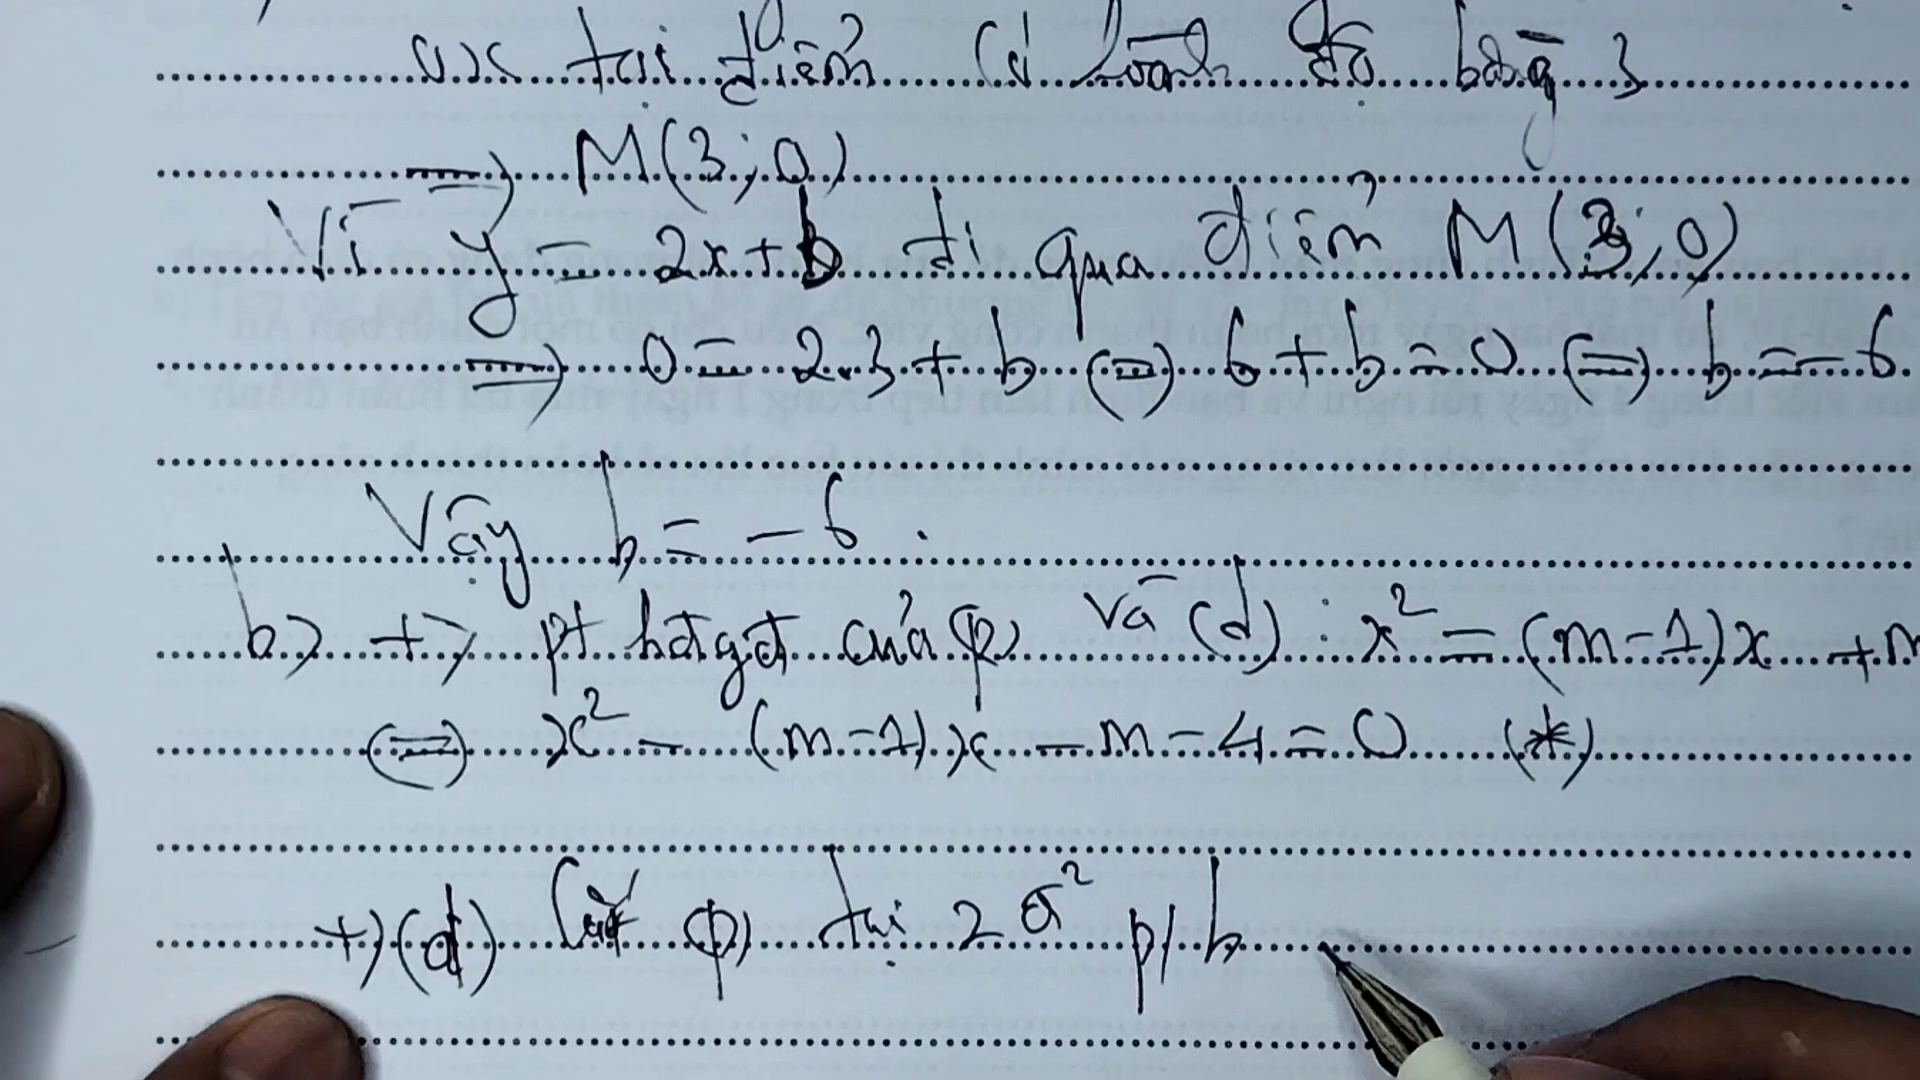 tại điểm có hoành độ bằng 3
=> M(3; 0)
Vì y = 2x + b đi qua điểm M(3; 0)
=> 0 = 2.3 + b <=> 6 + b = 0 <=> b = -6
Vậy b = -6.
b) +) pt hđgđ của (P) và (d): x² = (m-1)x + m
<=> x² - (m-1)x - m - 4 = 0 (*)
+) (d) cắt (P) tại 2 đ² p/b